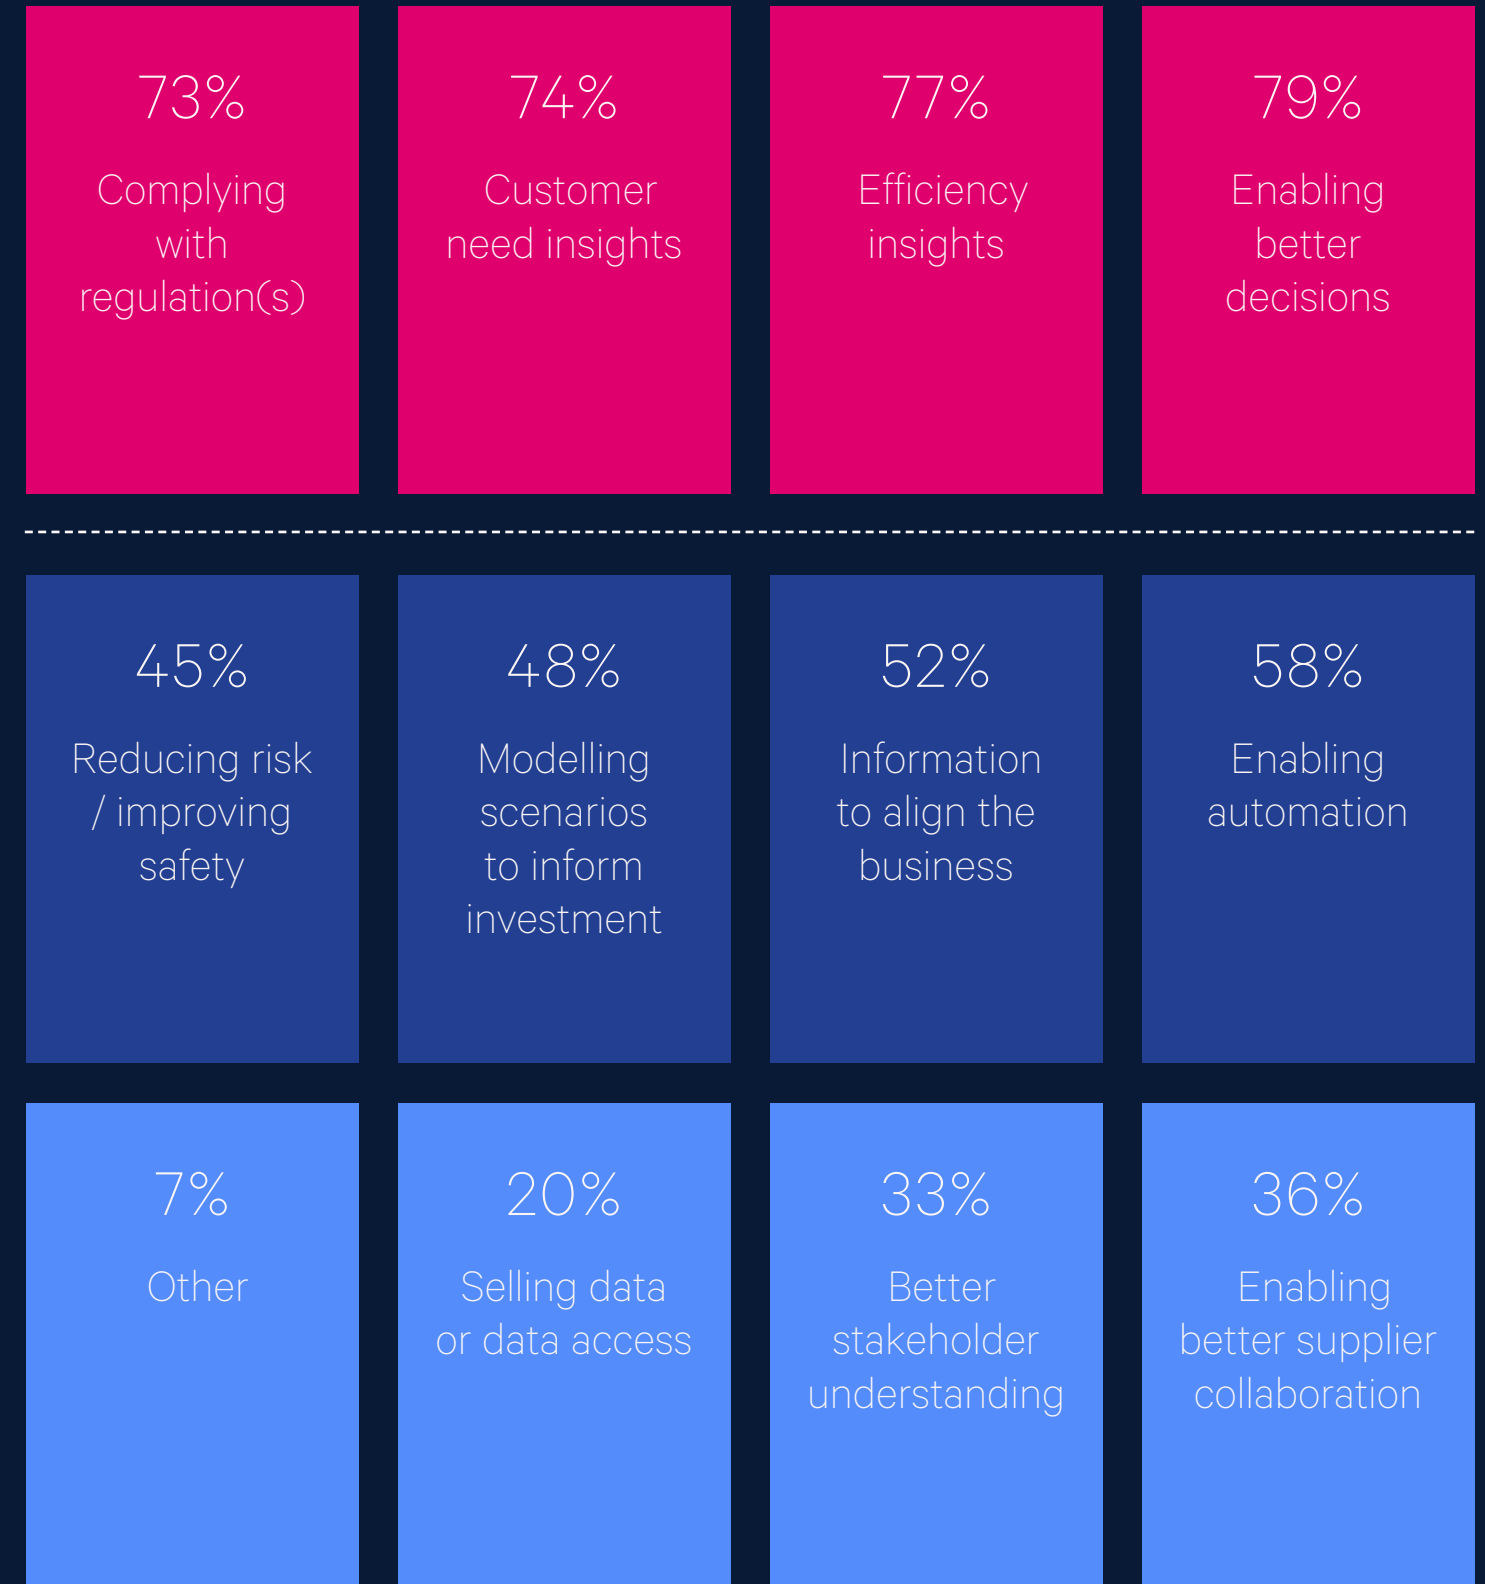 73%
Complying
with
regulation(s)
74%
Customer
need insights
77%
Efficiency
insights
79%
Enabling
better
decisions
45%
Reducing risk
/ improving
safety
48%
Modelling
scenarios
to inform
investment
52%
Information
to align the
business
58%
Enabling
automation
7%
Other
20%
Selling data
or data access
33%
Better
stakeholder
understanding
36%
Enabling
better supplier
collaboration